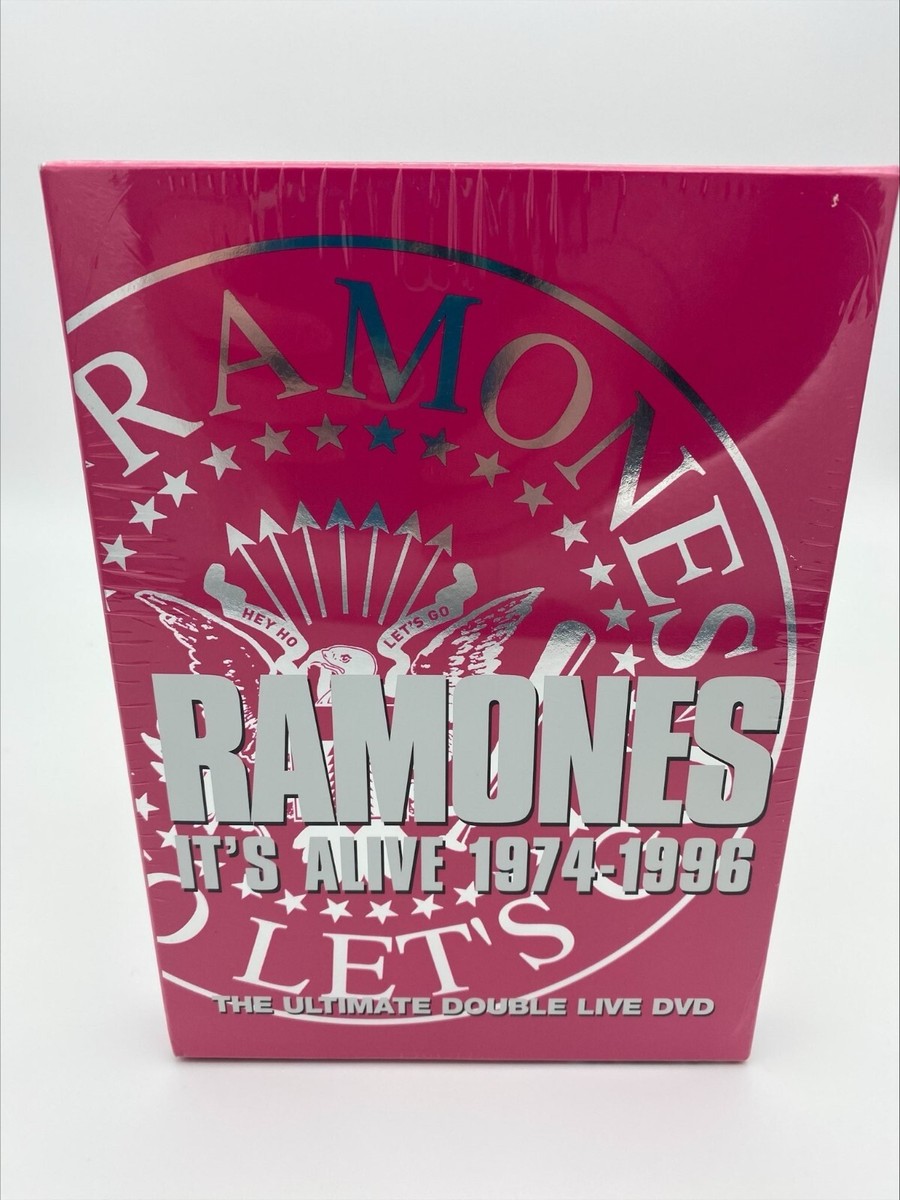 RAMONES
HEY HO LET'S GO
RAMONES
IT'S ALIVE 1974-1996
LET'S
THE ULTIMATE DOUBLE LIVE DVD